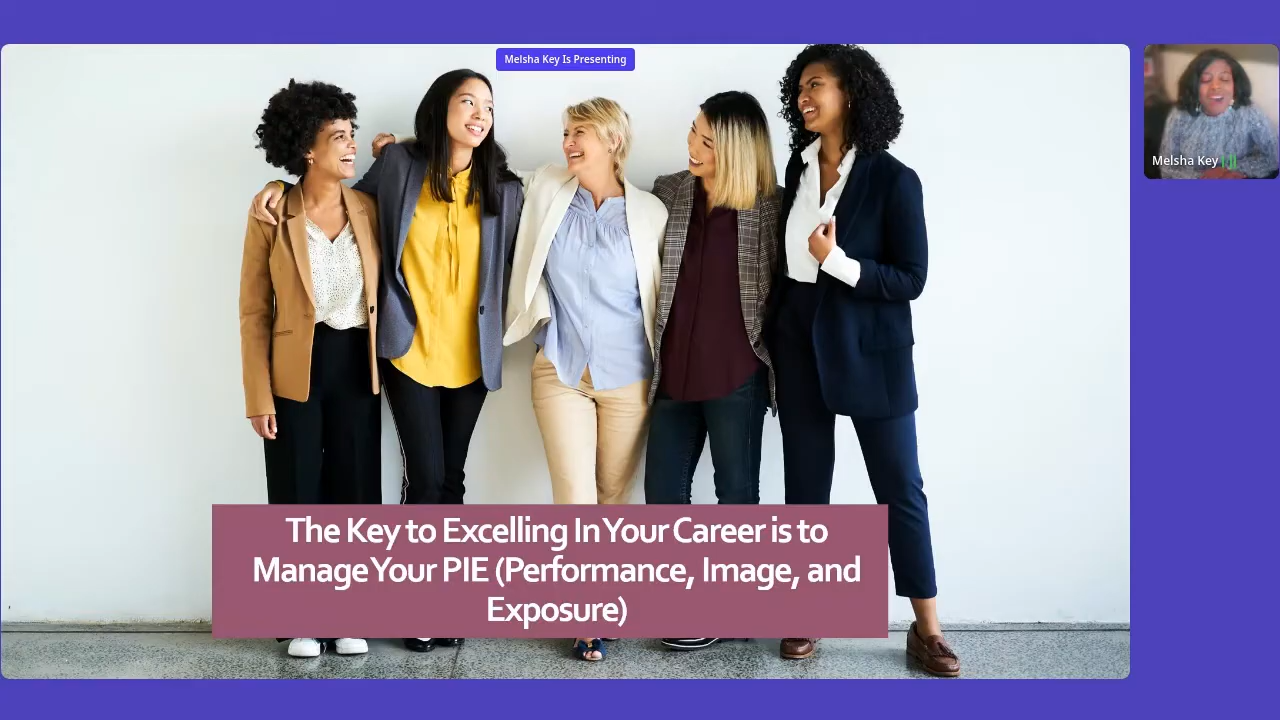 Melsha Key Is Presenting
Melsha Key
The Key to Excelling In Your Career is to
Manage Your PIE (Performance, Image, and
Exposure)